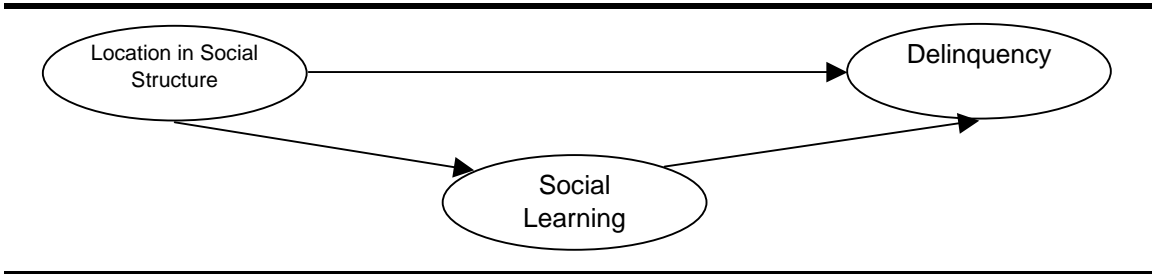 Location in Social
Structure
Delinquency
Social
Learning